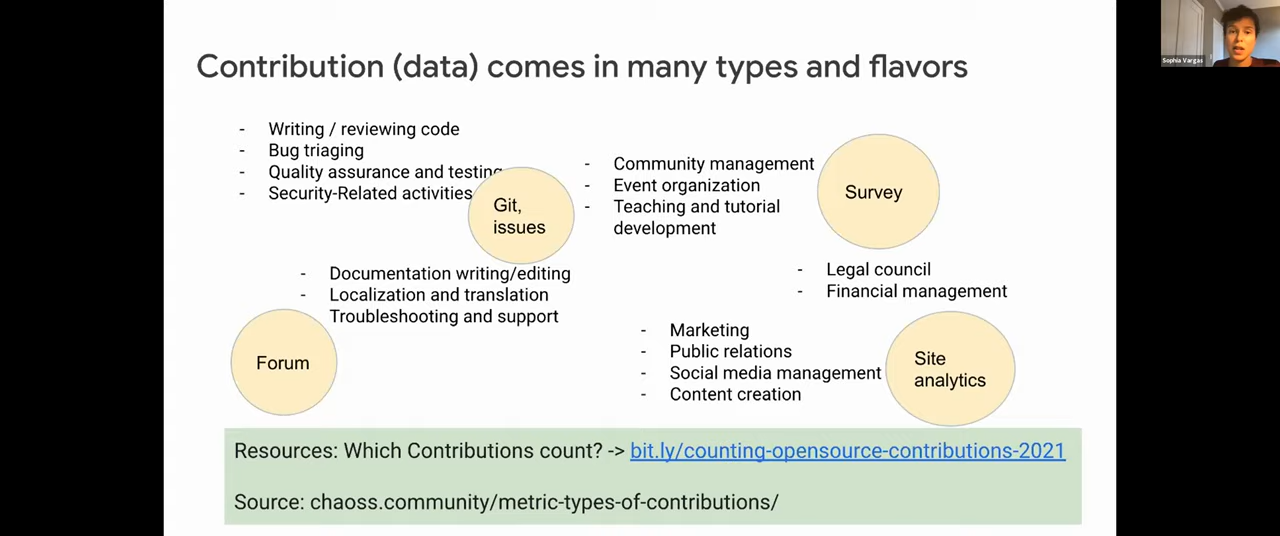 Contribution (data) comes in many types and flavors
Sophia Vargas
- Writing / reviewing code
- Bug triaging
- Quality assurance and testing
- Security-Related activities
Git,
issues
- Community management
- Event organization
- Teaching and tutorial
development
Survey
- Documentation writing/editing
- Localization and translation
Troubleshooting and support
Forum
- Legal council
- Financial management
- Marketing
- Public relations
- Social media management
- Content creation
Site
analytics
Resources: Which Contributions count? -> bit.ly/counting-opensource-contributions-2021
Source: chaoss.community/metric-types-of-contributions/